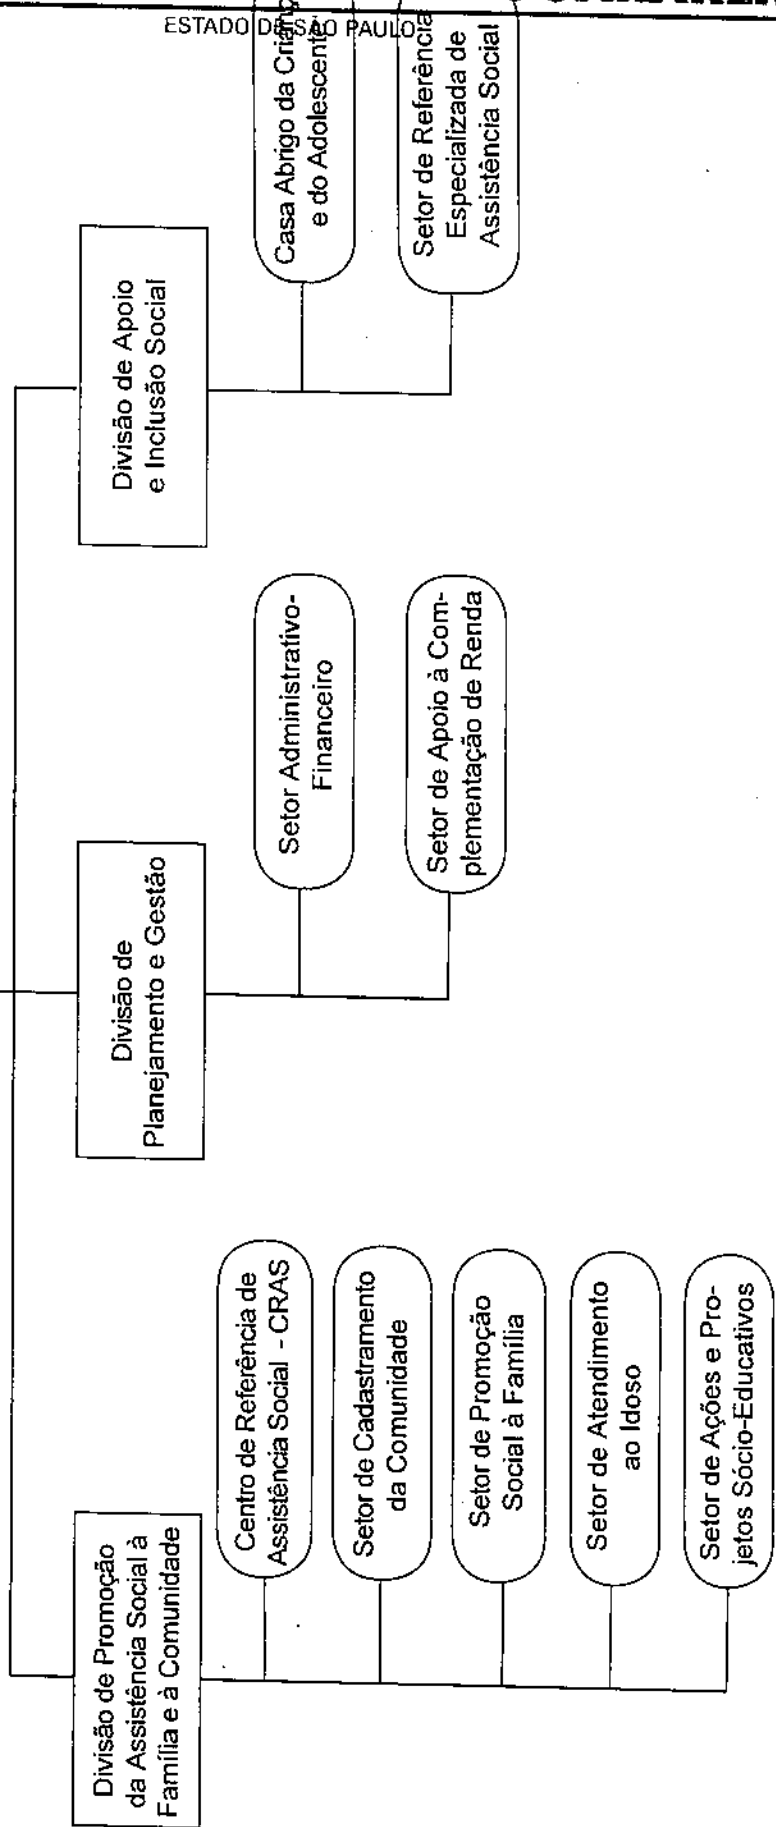 ESTADO DE SÃO PAULO
Divisão de Promoção
da Assistência Social à
Família e à Comunidade
Centro de Referência de
Assistência Social - CRAS
Setor de Cadastramento
da Comunidade
Setor de Promoção
Social à Família
Setor de Atendimento
ao Idoso
Setor de Ações e Pro-
jetos Sócio-Educativos
Divisão de
Planejamento e Gestão
Setor Administrativo-
Financeiro
Setor de Apoio à Com-
plementação de Renda
Divisão de Apoio
e Inclusão Social
Casa Abrigo da Criança
e do Adolescente
Setor de Referência
Especializada de
Assistência Social